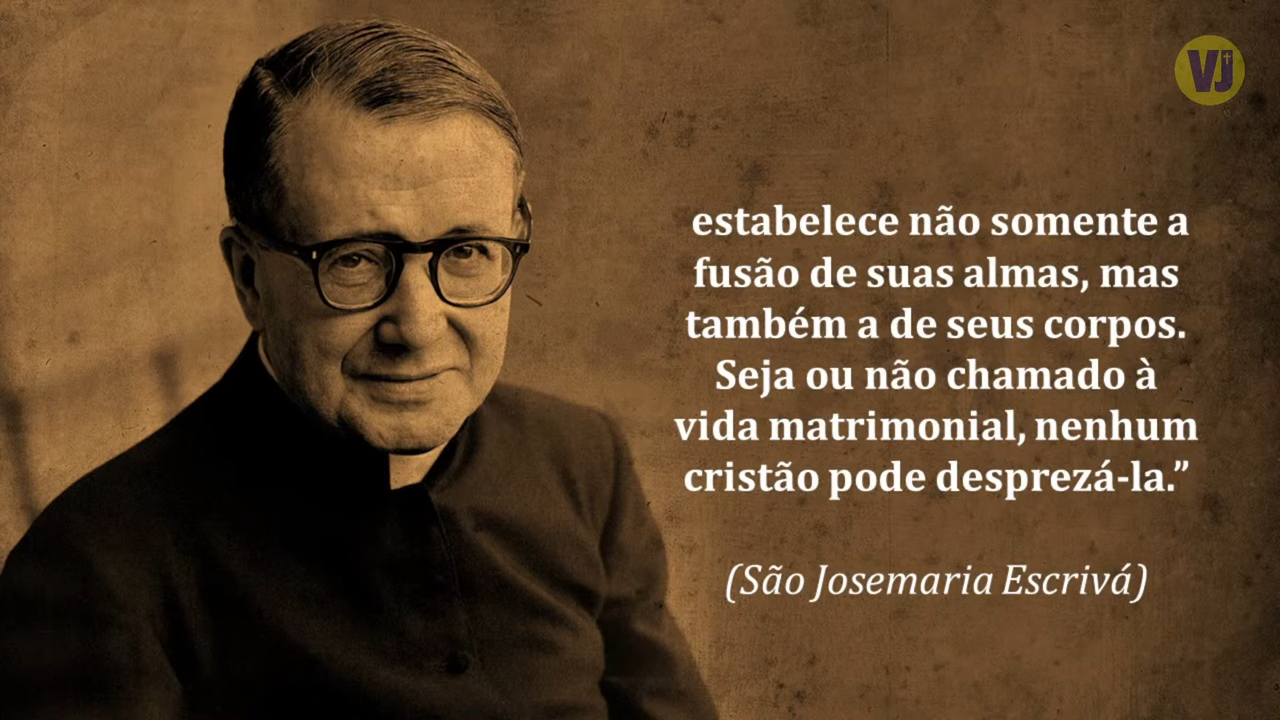 VJ
estabelece não somente a
fusão de suas almas, mas
também a de seus corpos.
Seja ou não chamado à
vida matrimonial, nenhum
cristão pode desprezá-la.”
(São Josemaria Escrivá)